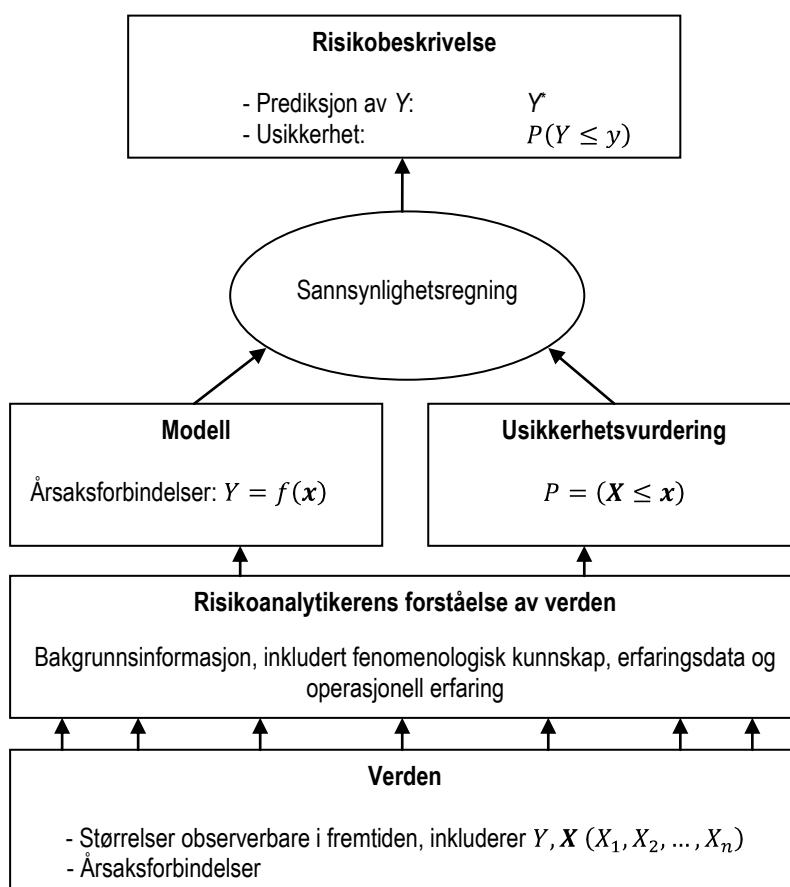 Risikobeskrivelse
- Prediksjon av Y: Y*
- Usikkerhet: P(Y ≤ y)
Sannsynlighetsregning
Modell
Årsaksforbindelser: Y = f(x)
Usikkerhetsvurdering
P = (X ≤ x)
Risikoanalytikerens forståelse av verden
Bakgrunnsinformasjon, inkludert fenomenologisk kunnskap, erfaringsdata og
operasjonell erfaring
Verden
- Størrelser observerbare i fremtiden, inkluderer Y, X (X₁, X₂, … , Xₙ)
- Årsaksforbindelser